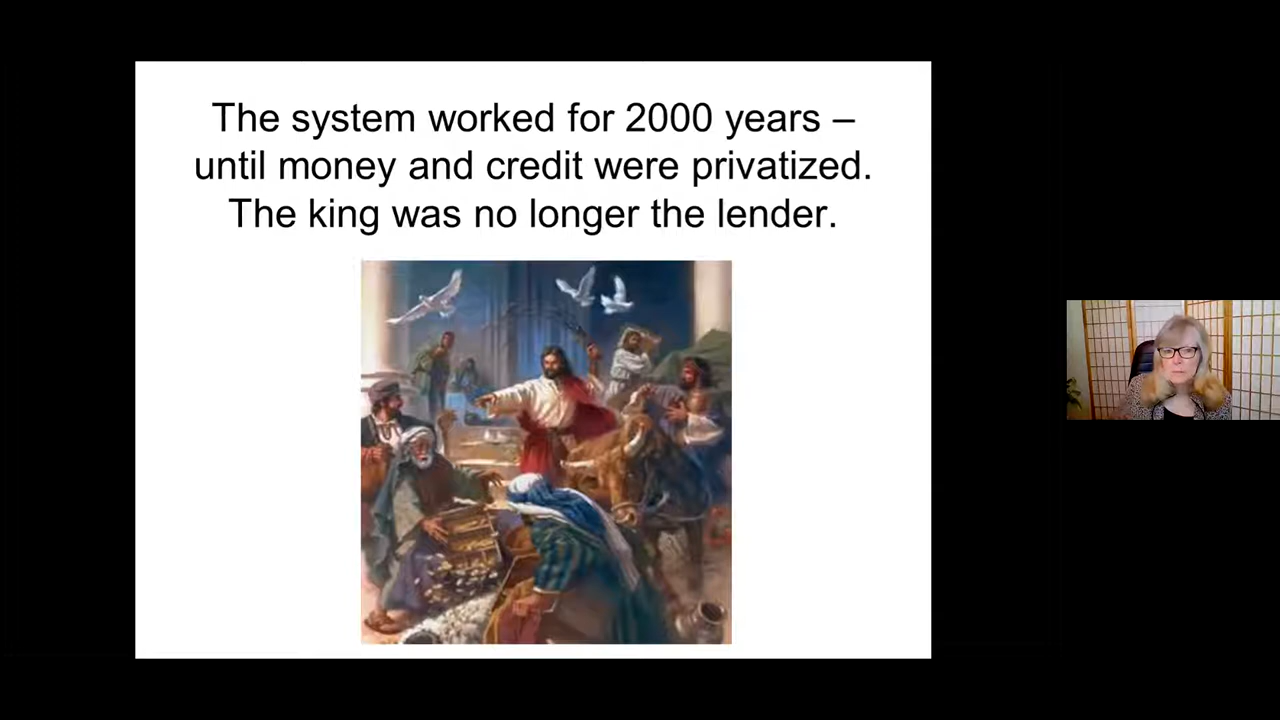 The system worked for 2000 years –
until money and credit were privatized.
The king was no longer the lender.